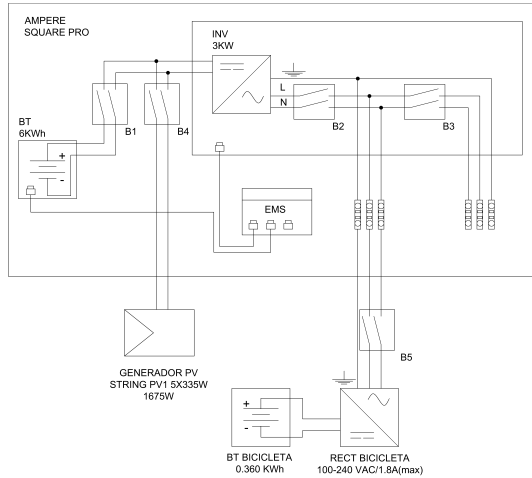 AMPERE
SQUARE PRO
INV
3KW
L
N
B2
B3
B1
B4
BT
6KWh
+
-
EMS
B5
GENERADOR PV
STRING PV1 5X335W
1675W
+
-
BT BICICLETA
0.360 KWh
RECT BICICLETA
100-240 VAC/1.8A(max)